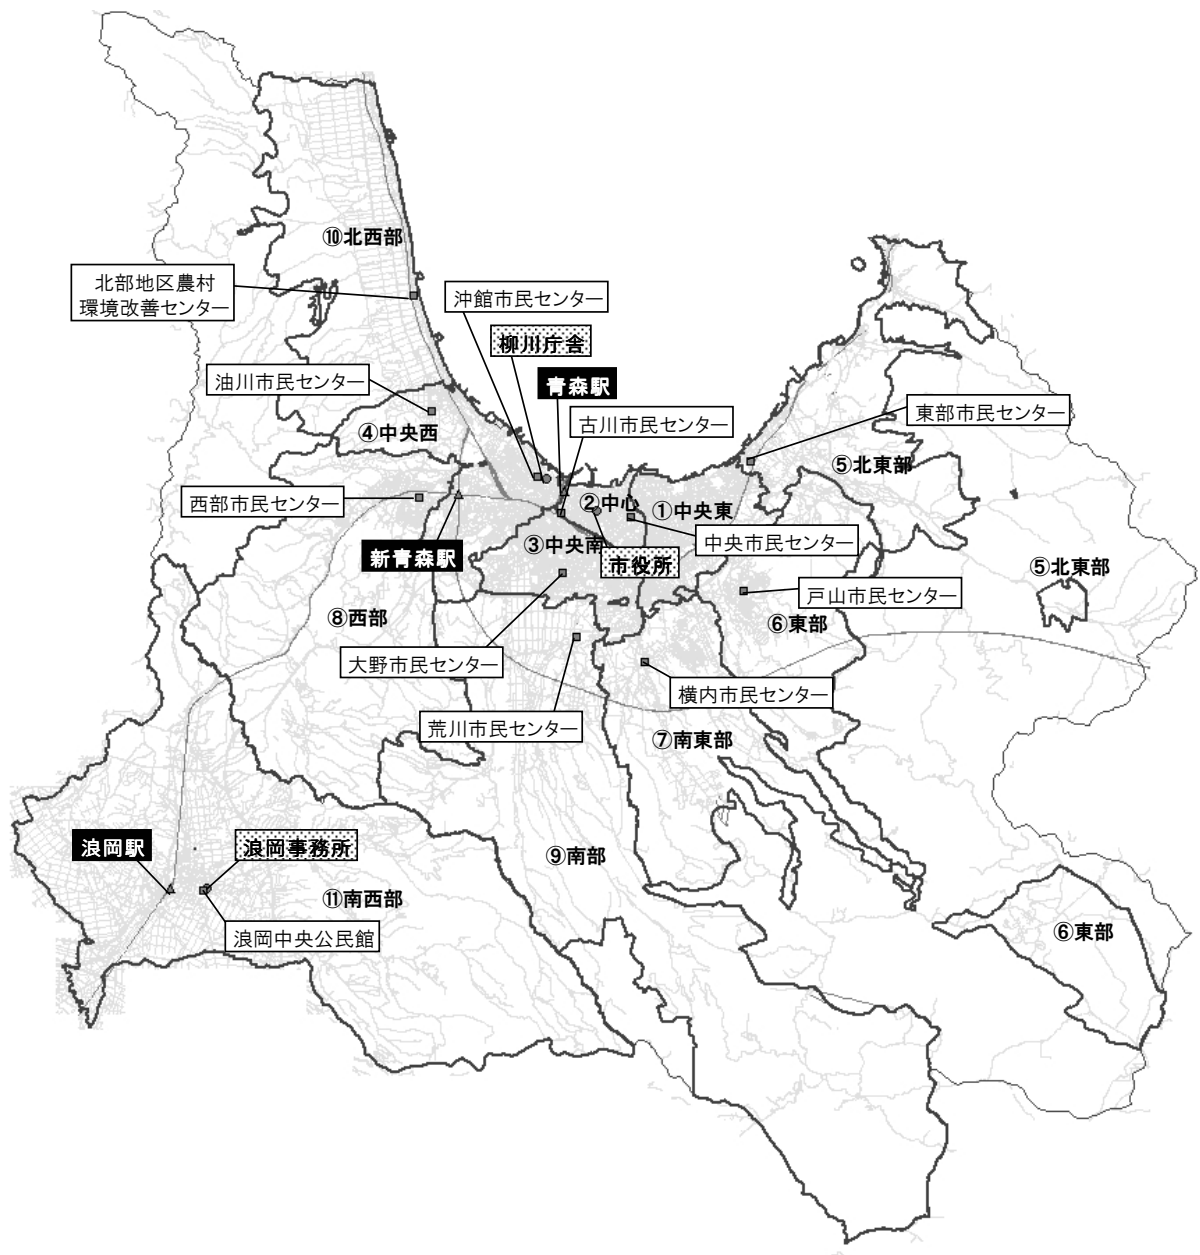 ⑩北西部
北部地区農村
環境改善センター
沖館市民センター
柳川庁舎
青森駅
油川市民センター
古川市民センター
東部市民センター
④中央西
⑤北東部
西部市民センター
②中心
①中央東
③中央南
中央市民センター
新青森駅
市役所
⑤北東部
戸山市民センター
⑧西部
⑥東部
大野市民センター
横内市民センター
荒川市民センター
⑦南東部
浪岡駅
浪岡事務所
⑨南部
⑪南西部
浪岡中央公民館
⑥東部